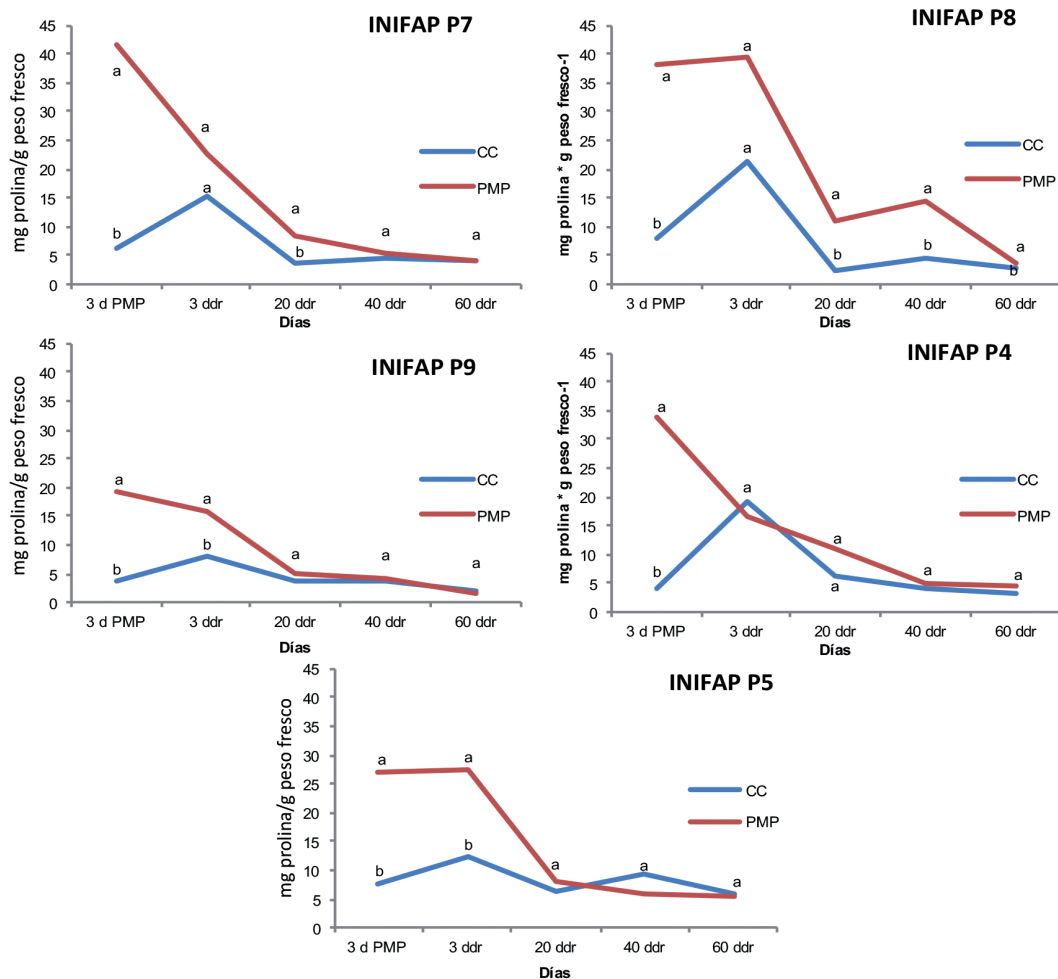 INIFAP P7
mg prolina/g peso fresco
45
40
35
30
25
20
15
10
5
0
a
a
a
a
a
b
a
b
CC
PMP
3 d PMP 3 ddr 20 ddr 40 ddr 60 ddr
Días
INIFAP P8
mg prolina * g peso fresco-1
45
40
35
30
25
20
15
10
5
0
a
a
a
a
a
b
a
b
b
b
CC
PMP
3 d PMP 3 ddr 20 ddr 40 ddr 60 ddr
Días
INIFAP P9
mg prolina/g peso fresco
45
40
35
30
25
20
15
10
5
0
a
a
a
a
a
b
b
CC
PMP
3 d PMP 3 ddr 20 ddr 40 ddr 60 ddr
Días
INIFAP P4
mg prolina * g peso fresco-1
45
40
35
30
25
20
15
10
5
0
a
a
a
a
a
b
a
CC
PMP
3 d PMP 3 ddr 20 ddr 40 ddr 60 ddr
Días
INIFAP P5
mg prolina/g peso fresco
45
40
35
30
25
20
15
10
5
0
a
a
a
a
a
b
b
CC
PMP
3 d PMP 3 ddr 20 ddr 40 ddr 60 ddr
Días